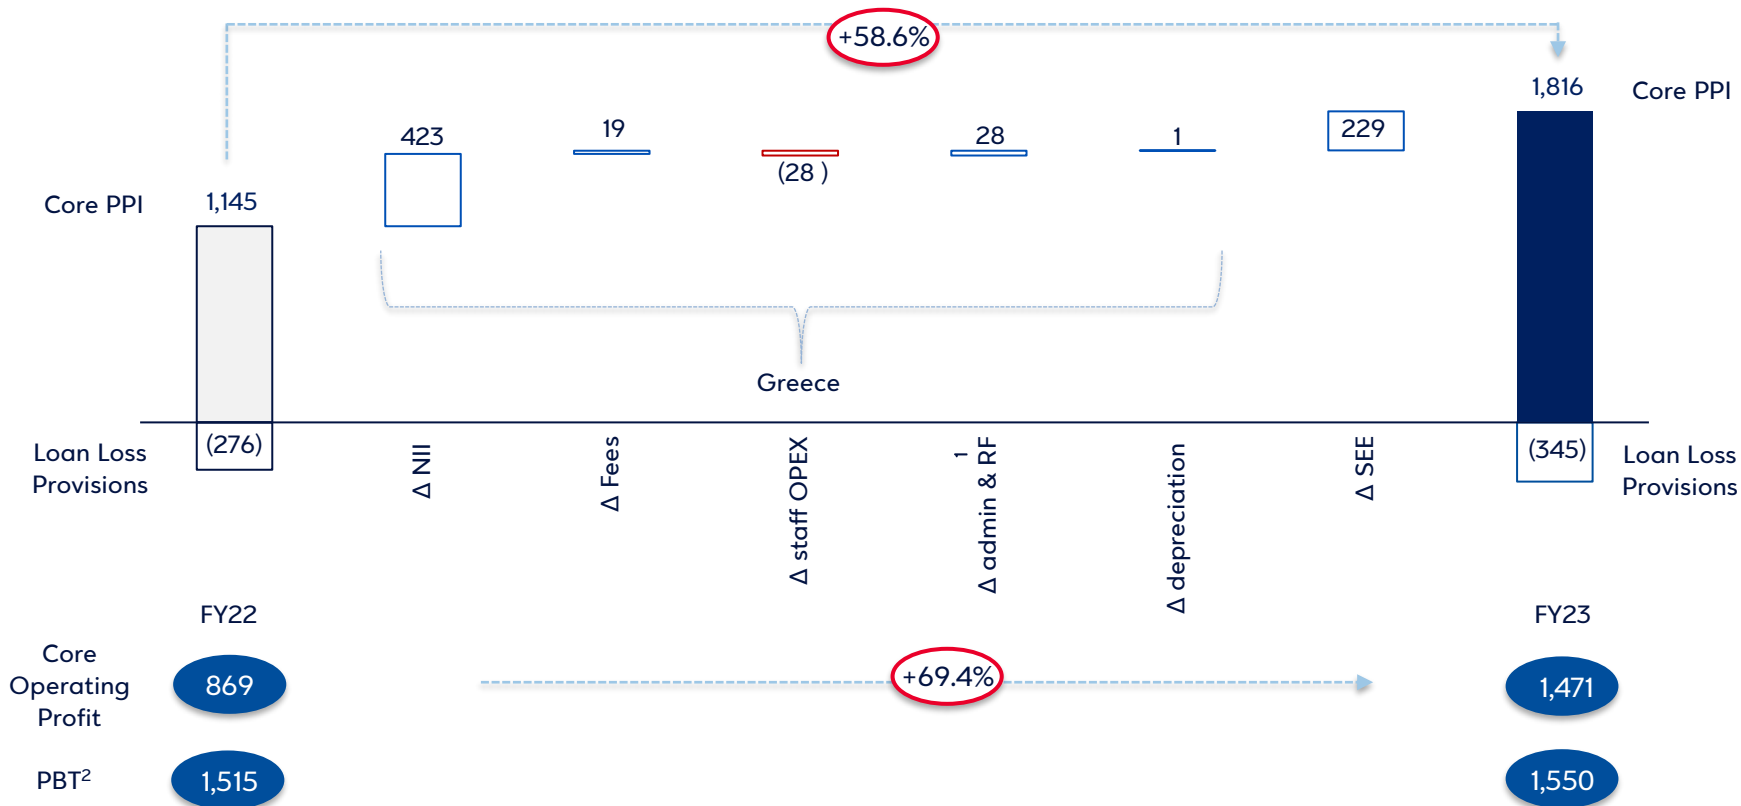 +58.6%
1,816
Core PPI
423
19
(28 )
28
1
229
Core PPI
1,145
Greece
(276)
Loan Loss
Provisions
(345)
Loan Loss
Provisions
Δ NII
Δ Fees
Δ staff OPEX
Δ admin & RF
1
Δ depreciation
Δ SEE
FY22
FY23
Core
Operating
Profit
869
+69.4%
1,471
PBT2
1,515
1,550